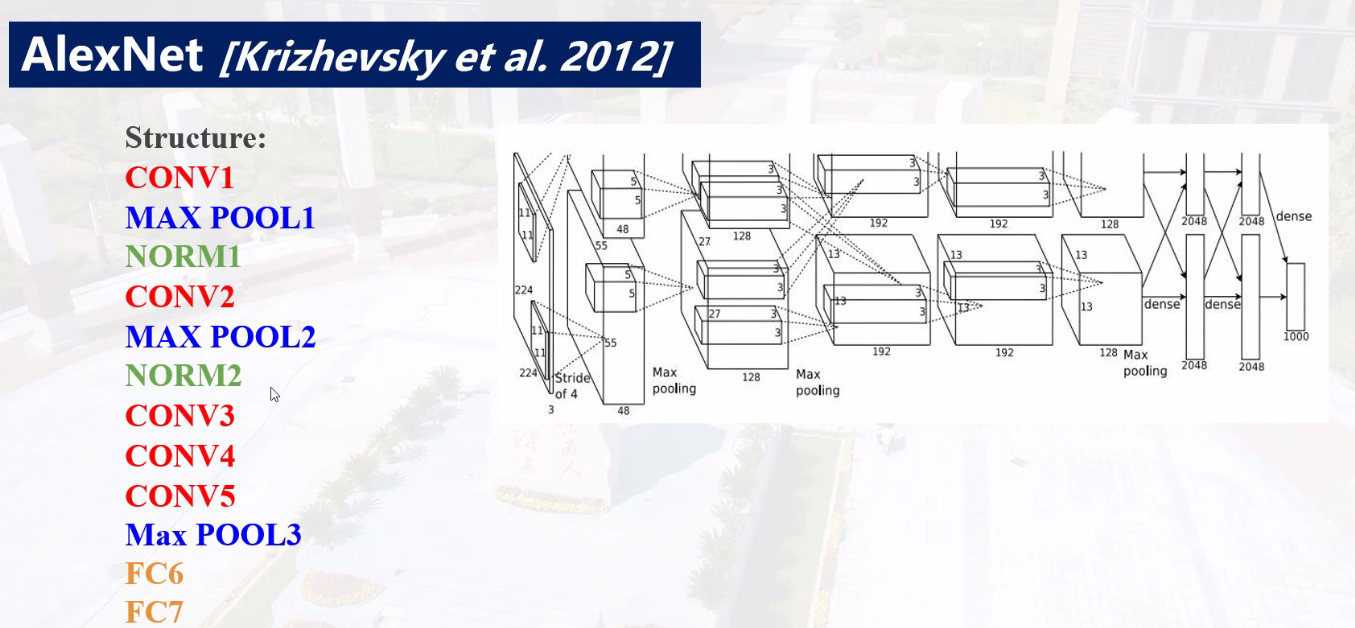 AlexNet [Krizhevsky et al. 2012]
Structure:
CONV1
MAX POOL1
NORM1
CONV2
MAX POOL2
NORM2
CONV3
CONV4
CONV5
Max POOL3
FC6
FC7
11
11
5
5
48
3
3
3
128
3
3
192
3
3
192
128
2048
2048
dense
224
55
5
5
27
3
3
13
3
3
13
3
3
13
13
dense
dense
1000
11
11
224
Stride
of 4
3
55
48
Max
pooling
27
3
3
128
Max
pooling
13
192
13
192
128
Max
pooling
2048
2048